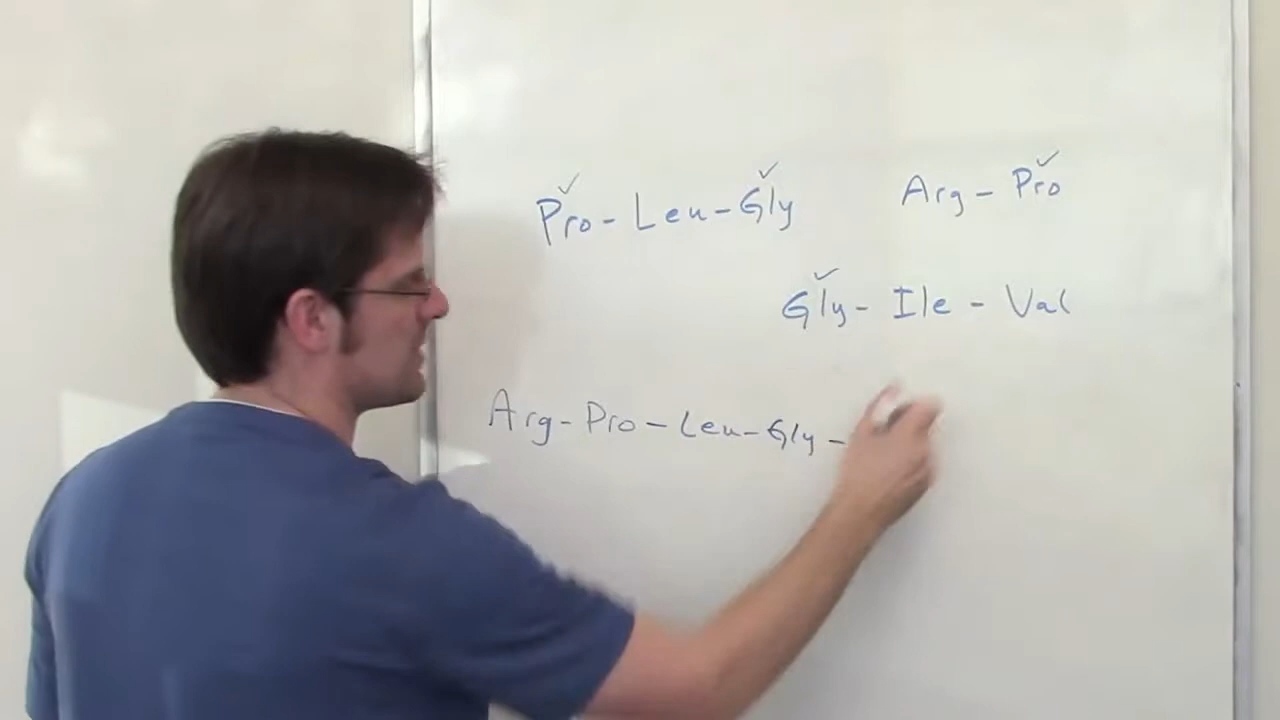 Pro - Leu - Gly
Arg - Pro
Gly - Ile - Val
Arg - Pro - Leu - Gly -